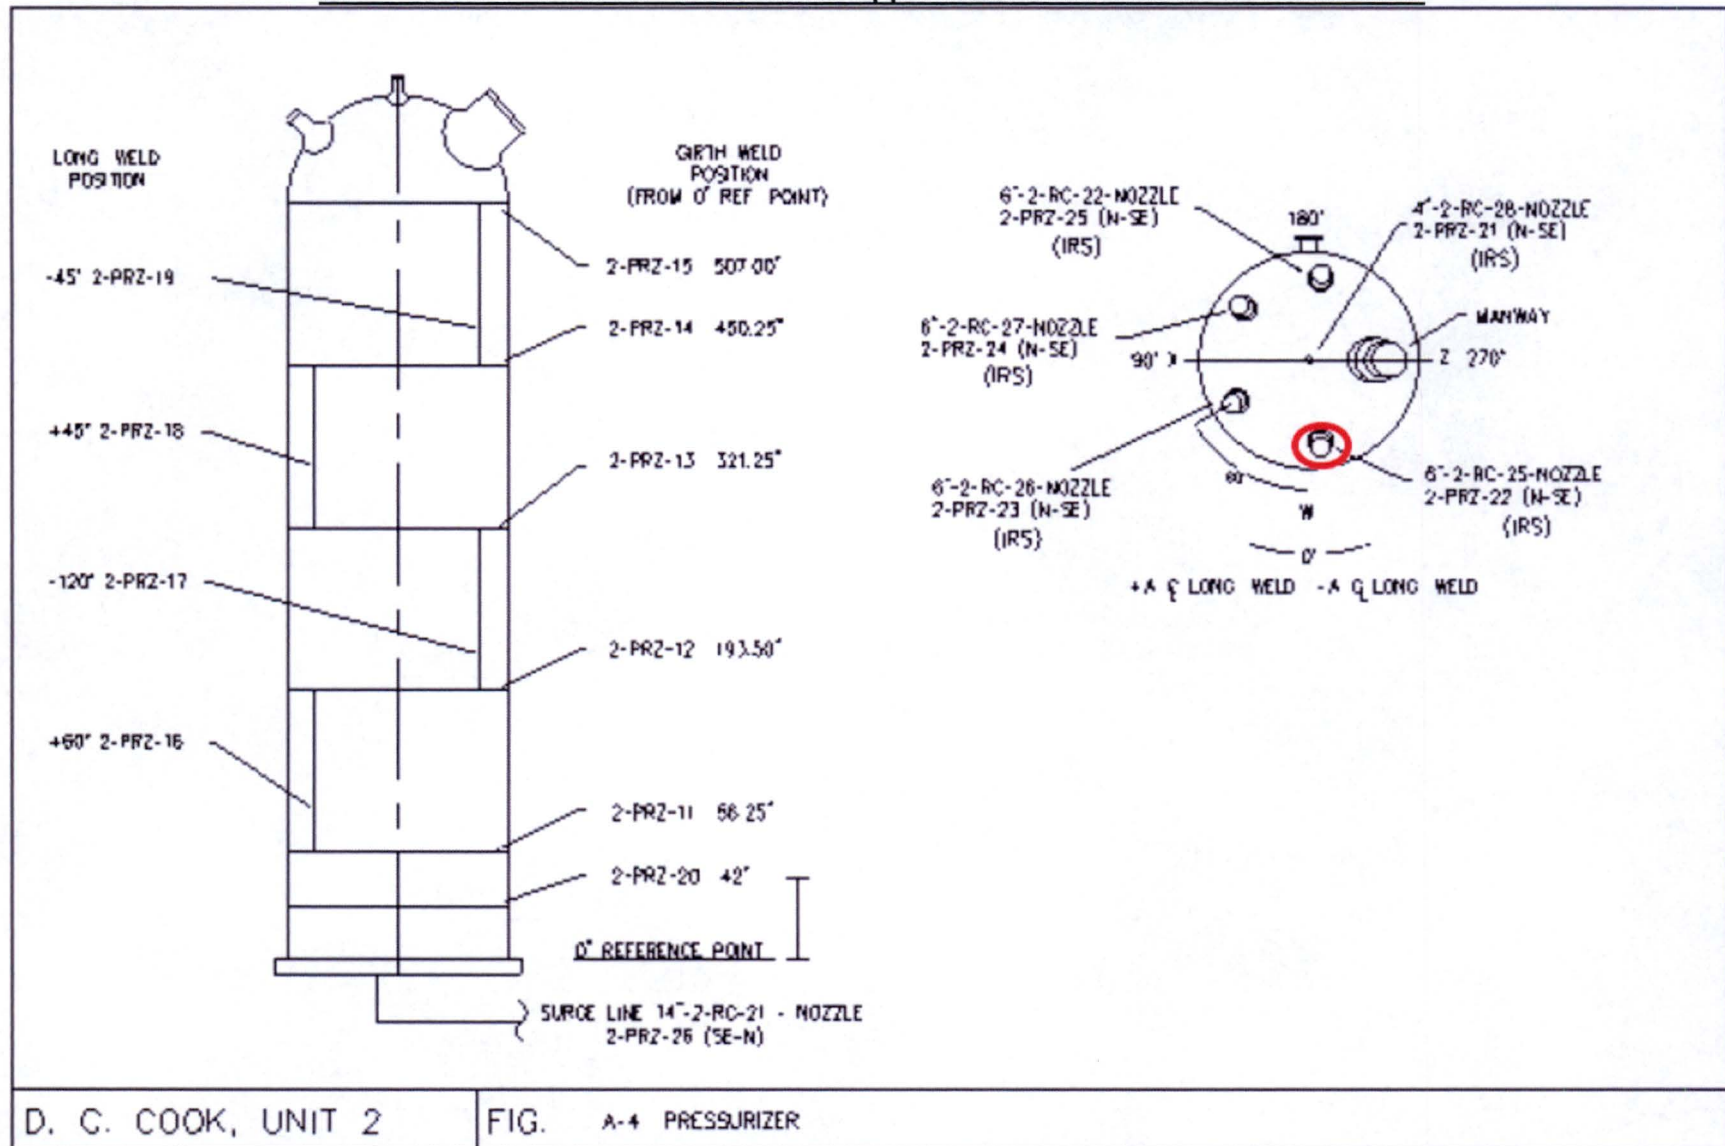 LONG WELD
POSITION
GIRTH WELD
POSITION
(FROM 0" REF POINT)
-45° 2-PRZ-19
+45° 2-PRZ-18
-120° 2-PRZ-17
+60° 2-PRZ-16
2-PRZ-15 507.00"
2-PRZ-14 450.25"
2-PRZ-13 321.25"
2-PRZ-12 193.50"
2-PRZ-11 56.25"
2-PRZ-20 42"
0" REFERENCE POINT
SURGE LINE 14"-2-RC-21 - NOZZLE
2-PRZ-26 (SE-N)
6"-2-RC-22-NOZZLE
2-PRZ-25 (N-SE)
(IRS)
180°
4"-2-RC-28-NOZZLE
2-PRZ-21 (N-SE)
(IRS)
6"-2-RC-27-NOZZLE
2-PRZ-24 (N-SE)
(IRS)
MANWAY
90° X
Z 270°
6"-2-RC-26-NOZZLE
2-PRZ-23 (N-SE)
(IRS)
6"-2-RC-25-NOZZLE
2-PRZ-22 (N-SE)
(IRS)
60°
W
0°
+A ℄ LONG WELD -A ℄ LONG WELD
D. C. COOK, UNIT 2
FIG. A-4 PRESSURIZER